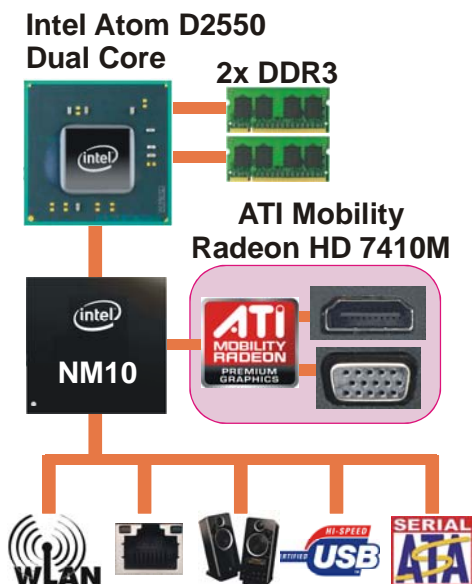 Intel Atom D2550
Dual Core
2x DDR3
intel
ATI Mobility
Radeon HD 7410M
intel
NM10
ATI
MOBILITY
RADEON
PREMIUM
GRAPHICS
WLAN
HI-SPEED
CERTIFIED
USB
SERIAL
ATA